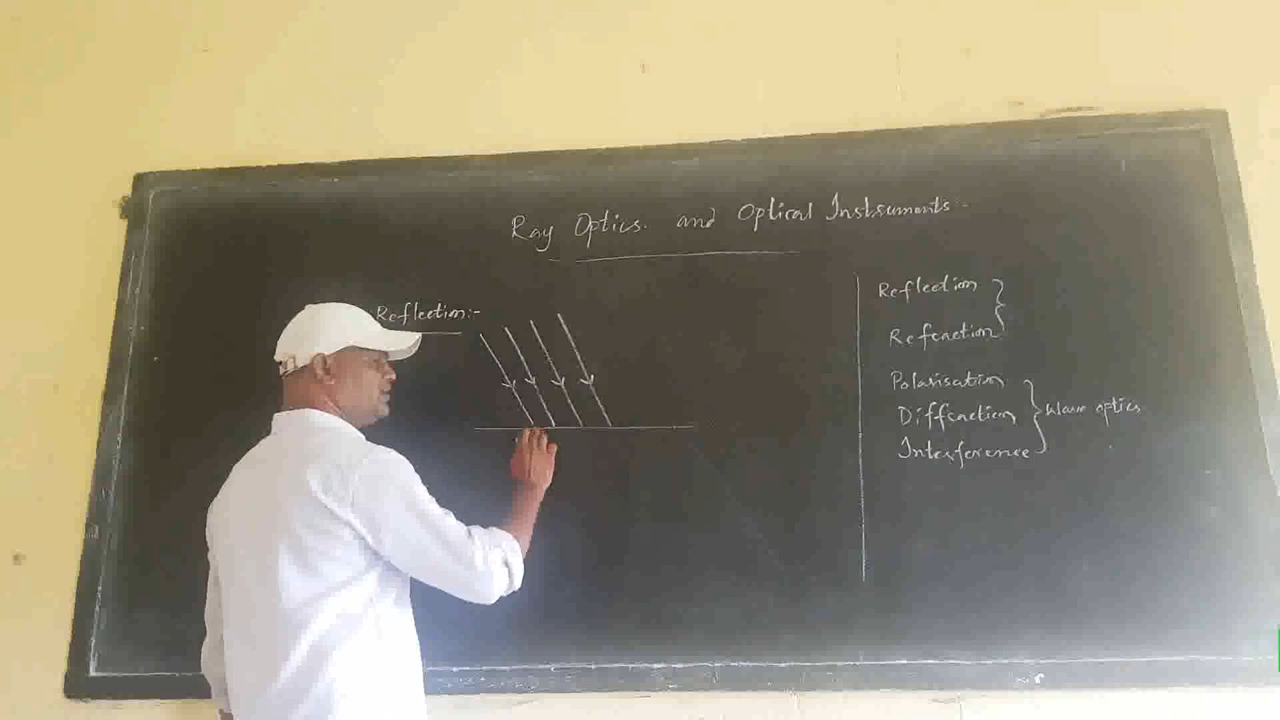 Ray Optics. and Optical Instruments.
Reflection:-
Reflection
Refraction
Polarisation
Diffraction
Interference
Wave optics